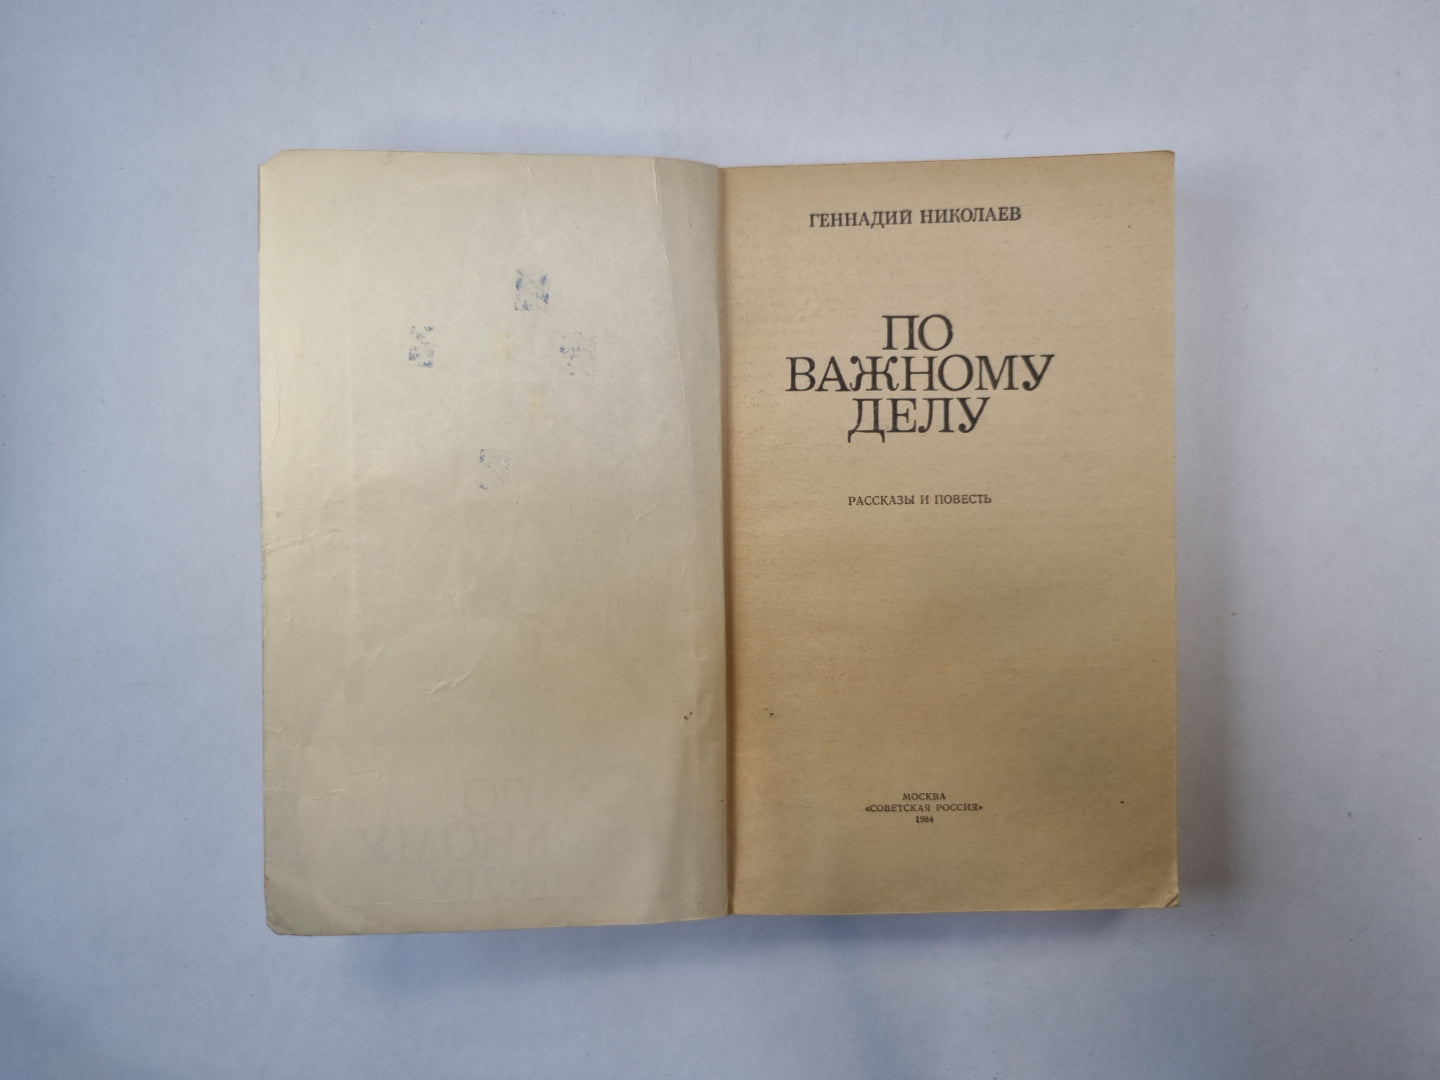 ГЕННАДИЙ НИКОЛАЕВ
ПО
ВАЖНОМУ
ДЕЛУ
РАССКАЗЫ И ПОВЕСТЬ
МОСКВА
«СОВЕТСКАЯ РОССИЯ»
1984